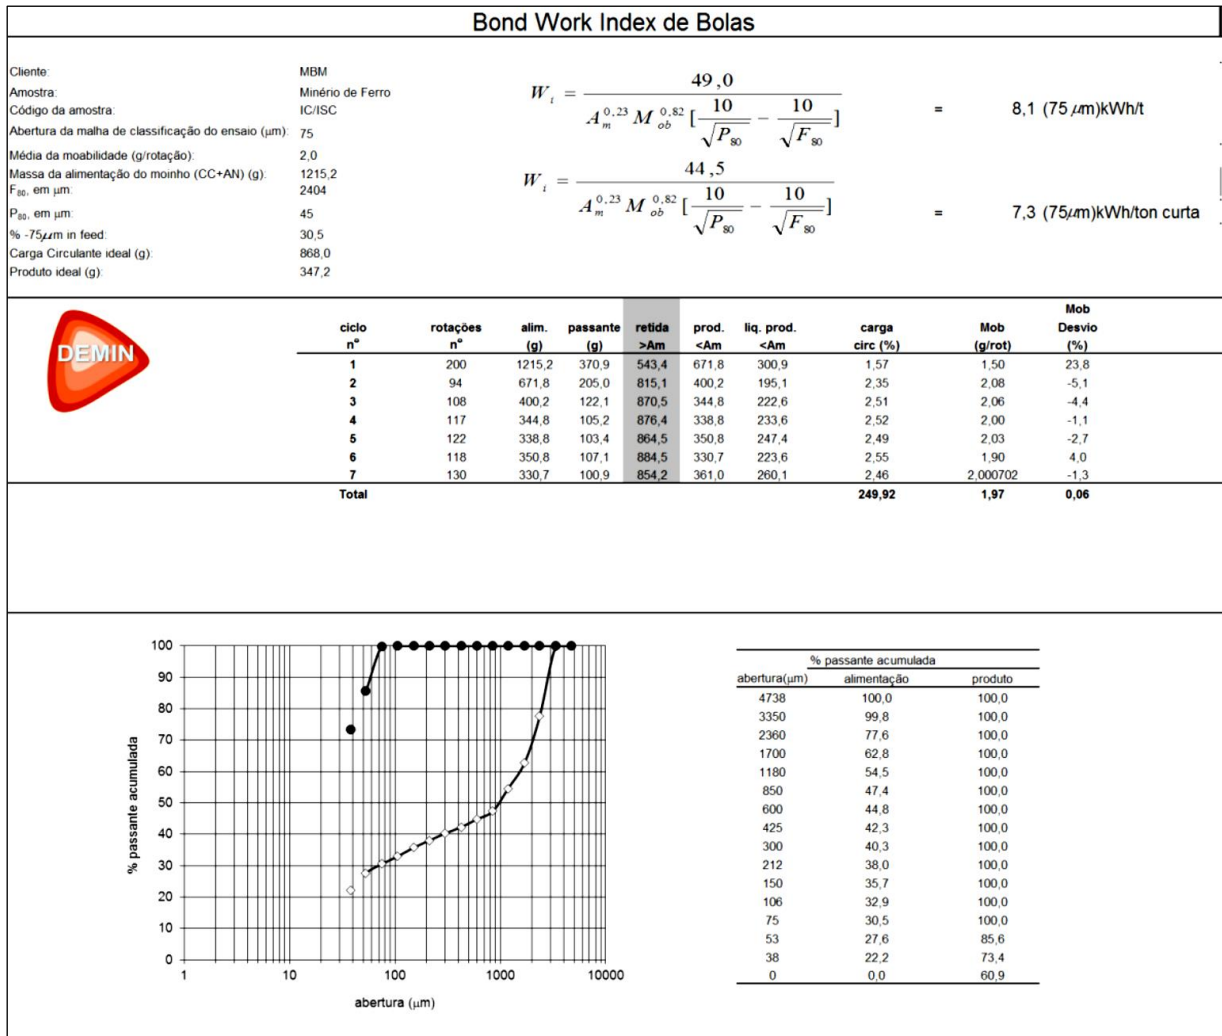 Bond Work Index de Bolas
Cliente: MBM
Amostra: Minério de Ferro
Código da amostra: IC/ISC
Abertura da malha de classificação do ensaio (μm): 75
Média da moabilidade (g/rotação): 2,0
Massa da alimentação do moinho (CC+AN) (g): 1215,2
F80, em μm: 2404
P80, em μm: 45
% -75μm in feed: 30,5
Carga Circulante ideal (g): 868,0
Produto ideal (g): 347,2
W_i = 49,0 / (A_m^0,23 M_ob^0,82 [10/√P_80 − 10/√F_80]) = 8,1 (75 μm)kWh/t
W_i = 44,5 / (A_m^0,23 M_ob^0,82 [10/√P_80 − 10/√F_80]) = 7,3 (75μm)kWh/ton curta
DEMIN
Mob
ciclo rotações alim. passante retida prod. liq. prod. carga Mob Desvio
nº nº (g) (g) >Am <Am <Am circ (%) (g/rot) (%)
1 200 1215,2 370,9 543,4 671,8 300,9 1,57 1,50 23,8
2 94 671,8 205,0 815,1 400,2 195,1 2,35 2,08 -5,1
3 108 400,2 122,1 870,5 344,8 222,6 2,51 2,06 -4,4
4 117 344,8 105,2 876,4 338,8 233,6 2,52 2,00 -1,1
5 122 338,8 103,4 864,5 350,8 247,4 2,49 2,03 -2,7
6 118 350,8 107,1 884,5 330,7 223,6 2,55 1,90 4,0
7 130 330,7 100,9 854,2 361,0 260,1 2,46 2,000702 -1,3
Total 249,92 1,97 0,06
% passante acumulada
100
90
80
70
60
50
40
30
20
10
0
1 10 100 1000 10000
abertura (μm)
% passante acumulada
abertura(μm) alimentação produto
4738 100,0 100,0
3350 99,8 100,0
2360 77,6 100,0
1700 62,8 100,0
1180 54,5 100,0
850 47,4 100,0
600 44,8 100,0
425 42,3 100,0
300 40,3 100,0
212 38,0 100,0
150 35,7 100,0
106 32,9 100,0
75 30,5 100,0
53 27,6 85,6
38 22,2 73,4
0 0,0 60,9